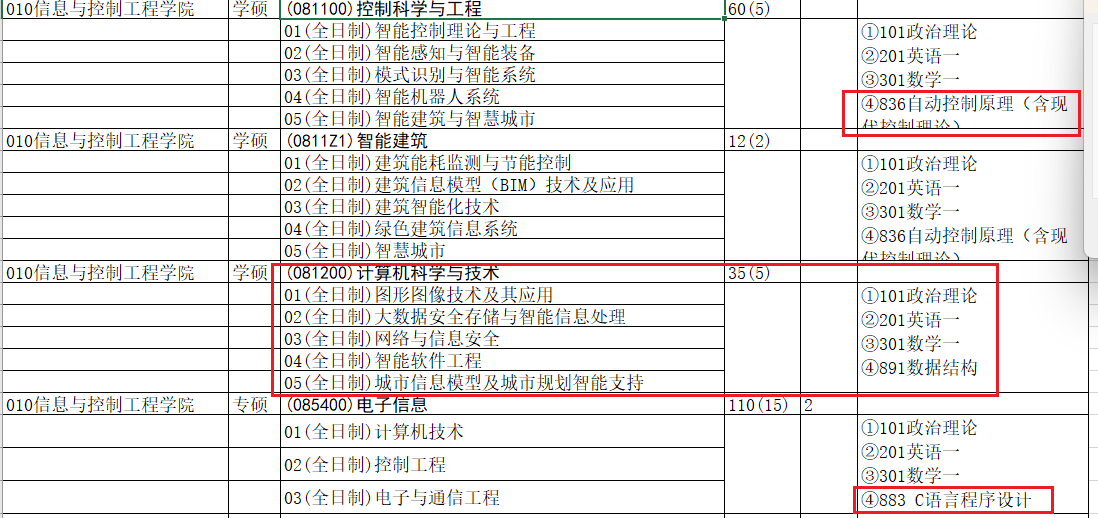 010信息与控制工程学院 学硕 (081100)控制科学与工程 60(5)
01(全日制)智能控制理论与工程
02(全日制)智能感知与智能装备
03(全日制)模式识别与智能系统
04(全日制)智能机器人系统
05(全日制)智能建筑与智慧城市
①101政治理论
②201英语一
③301数学一
④836自动控制原理（含现
代控制理论）
010信息与控制工程学院 学硕 (0811Z1)智能建筑 12(2)
01(全日制)建筑能耗监测与节能控制
02(全日制)建筑信息模型（BIM）技术及应用
03(全日制)建筑智能化技术
04(全日制)绿色建筑信息系统
05(全日制)智慧城市
①101政治理论
②201英语一
③301数学一
④836自动控制原理（含现
代控制理论）
010信息与控制工程学院 学硕 (081200)计算机科学与技术 35(5)
01(全日制)图形图像技术及其应用
02(全日制)大数据安全存储与智能信息处理
03(全日制)网络与信息安全
04(全日制)智能软件工程
05(全日制)城市信息模型及城市规划智能支持
①101政治理论
②201英语一
③301数学一
④891数据结构
010信息与控制工程学院 专硕 (085400)电子信息 110(15) 2
01(全日制)计算机技术
02(全日制)控制工程
03(全日制)电子与通信工程
①101政治理论
②201英语一
③301数学一
④883 C语言程序设计